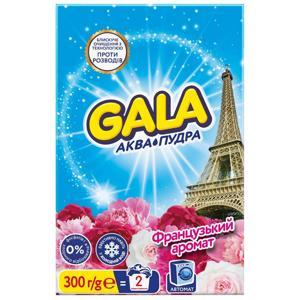 БЛИСКУЧЕ
ОЧИЩЕННЯ З
ТЕХНОЛОГІЄЮ
ПРОТИ
РОЗВОДІВ
GALA
АКВА ПУДРА
Французький
аромат
0%
300 г/g ℮ = 2
АВТОМАТ